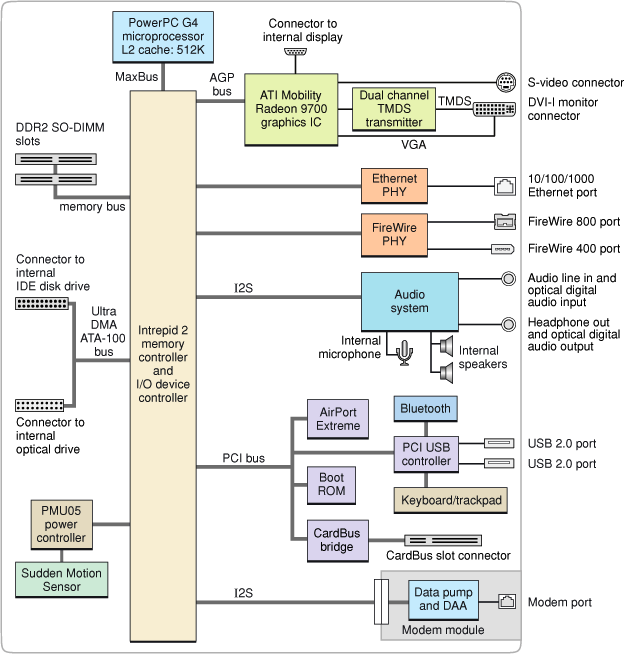 PowerPC G4
microprocessor
L2 cache: 512K
MaxBus
AGP
bus
Connector to
internal display
ATI Mobility
Radeon 9700
graphics IC
Dual channel
TMDS
transmitter
TMDS
VGA
S-video connector
DVI-I monitor
connector
DDR2 SO-DIMM
slots
memory bus
Ethernet
PHY
10/100/1000
Ethernet port
FireWire
PHY
FireWire 800 port
FireWire 400 port
Connector to
internal
IDE disk drive
Ultra
DMA
ATA-100
bus
Connector to
internal
optical drive
Intrepid 2
memory
controller
and
I/O device
controller
I2S
Audio
system
Audio line in and
optical digital
audio input
Headphone out
and optical digital
audio output
Internal
microphone
Internal
speakers
PCI bus
AirPort
Extreme
Bluetooth
PCI USB
controller
USB 2.0 port
USB 2.0 port
Boot
ROM
Keyboard/trackpad
CardBus
bridge
CardBus slot connector
PMU05
power
controller
Sudden Motion
Sensor
I2S
Data pump
and DAA
Modem module
Modem port